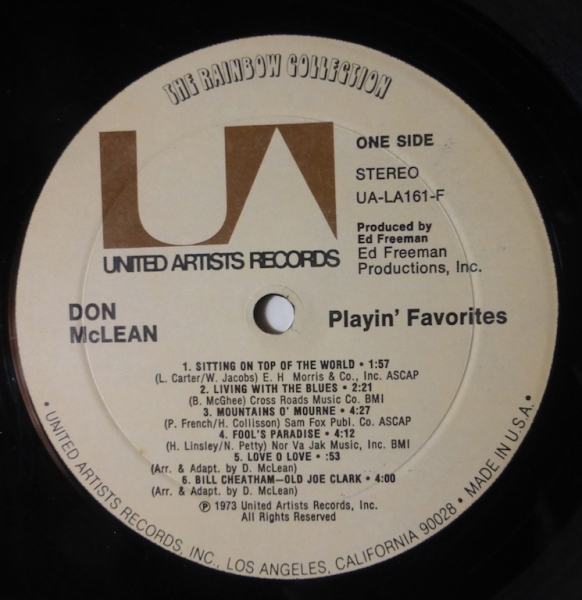 THE RAINBOW COLLECTION
UA
UNITED ARTISTS RECORDS
ONE SIDE
STEREO
UA-LA161-F
Produced by
Ed Freeman
Ed Freeman
Productions, Inc.
DON
McLEAN
Playin' Favorites
1. SITTING ON TOP OF THE WORLD • 1:57
(L. Carter/W. Jacobs) E. H Morris & Co., Inc. ASCAP
2. LIVING WITH THE BLUES • 2:21
(B. McGhee) Cross Roads Music Co. BMI
3. MOUNTAINS O' MOURNE • 4:27
(P. French/H. Collisson) Sam Fox Publ. Co. ASCAP
4. FOOL'S PARADISE • 4:12
(H. Linsley/N. Petty) Nor Va Jak Music, Inc. BMI
5. LOVE O LOVE • :53
(Arr. & Adapt. by D. McLean)
6. BILL CHEATHAM—OLD JOE CLARK • 4:00
(Arr. & Adapt. by D. McLean)
℗ 1973 United Artists Records, Inc.
All Rights Reserved
• UNITED ARTISTS RECORDS, INC., LOS ANGELES, CALIFORNIA 90028 • MADE IN U.S.A. •